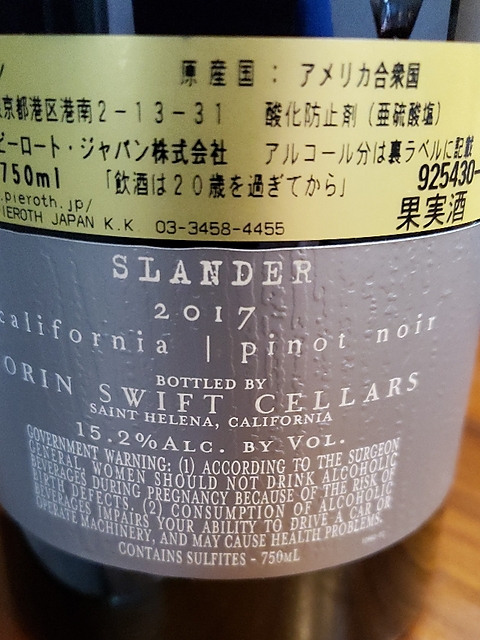 原産国：アメリカ合衆国
京都港区港南2-13-31 酸化防止剤（亜硫酸塩）
ピーロート・ジャパン株式会社 アルコール分は裏ラベルに記載
750ml 「飲酒は20歳を過ぎてから」 925430-
.pieroth.jp/ 果実酒
PIEROTH JAPAN K.K. 03-3458-4455
SLANDER
2017
california | pinot noir
BOTTLED BY
ORIN SWIFT CELLARS
SAINT HELENA, CALIFORNIA
15.2% ALC. BY VOL.
GOVERNMENT WARNING: (1) ACCORDING TO THE SURGEON
GENERAL, WOMEN SHOULD NOT DRINK ALCOHOLIC
BEVERAGES DURING PREGNANCY BECAUSE OF THE RISK OF
BIRTH DEFECTS. (2) CONSUMPTION OF ALCOHOLIC
BEVERAGES IMPAIRS YOUR ABILITY TO DRIVE A CAR OR
OPERATE MACHINERY, AND MAY CAUSE HEALTH PROBLEMS.
CONTAINS SULFITES - 750ML